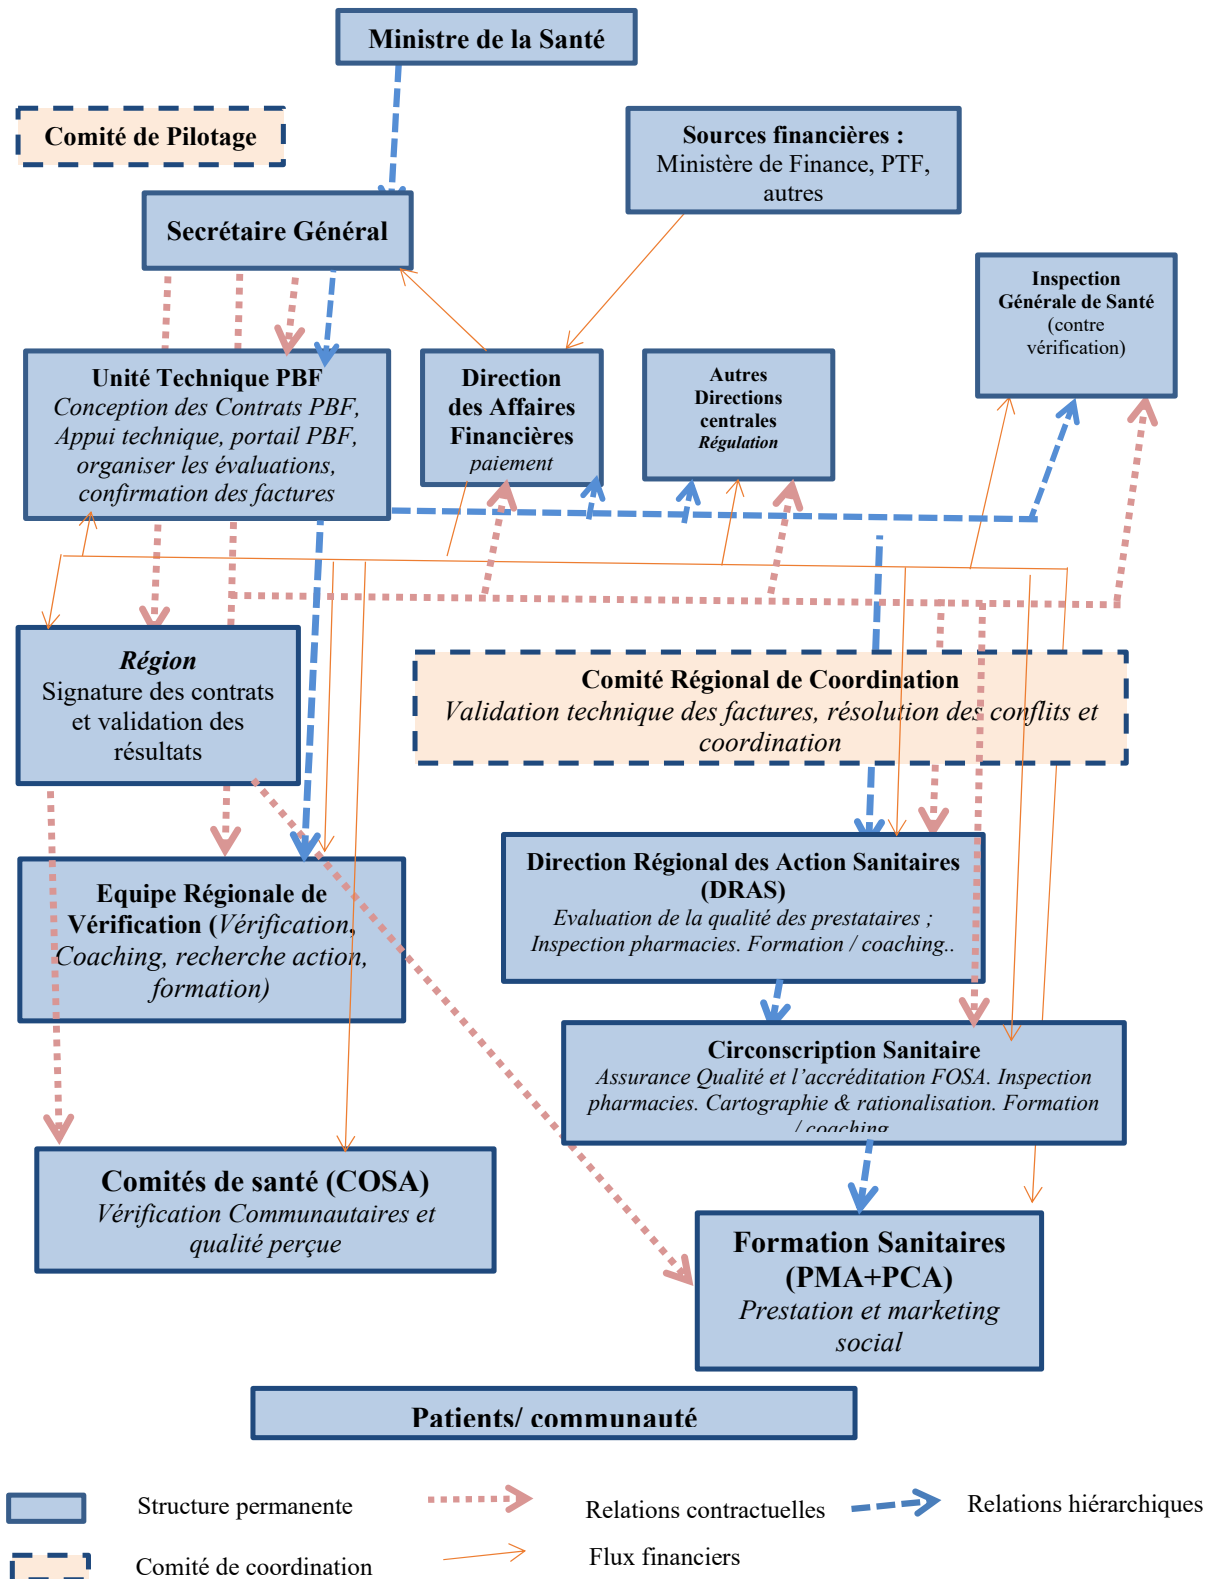 Ministre de la Santé
Comité de Pilotage
Sources financières :
Ministère de Finance, PTF,
autres
Secrétaire Général
Inspection
Générale de Santé
(contre
vérification)
Unité Technique PBF
Conception des Contrats PBF,
Appui technique, portail PBF,
organiser les évaluations,
confirmation des factures
Direction
des Affaires
Financières
paiement
Autres
Directions
centrales
Régulation
Région
Signature des contrats
et validation des
résultats
Comité Régional de Coordination
Validation technique des factures, résolution des conflits et
coordination
Equipe Régionale de
Vérification (Vérification,
Coaching, recherche action,
formation)
Direction Régional des Action Sanitaires
(DRAS)
Evaluation de la qualité des prestataires ;
Inspection pharmacies. Formation / coaching..
Circonscription Sanitaire
Assurance Qualité et l’accréditation FOSA. Inspection
pharmacies. Cartographie & rationalisation. Formation
/ coaching
Comités de santé (COSA)
Vérification Communautaires et
qualité perçue
Formation Sanitaires
(PMA+PCA)
Prestation et marketing
social
Patients/ communauté
Structure permanente
Relations contractuelles
Relations hiérarchiques
Comité de coordination
Flux financiers